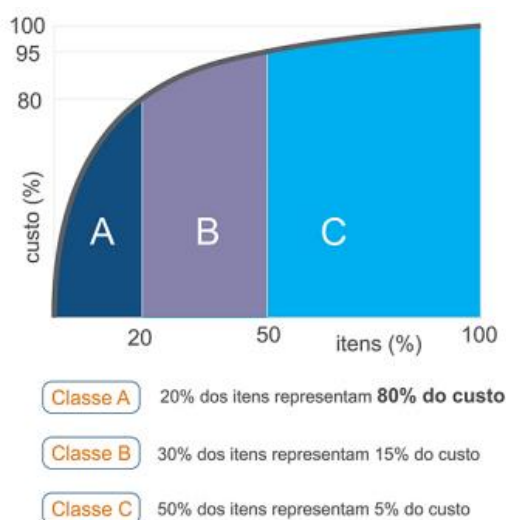 100
95
80
custo (%)
A
B
C
20
50
itens (%)
100
Classe A 20% dos itens representam 80% do custo
Classe B 30% dos itens representam 15% do custo
Classe C 50% dos itens representam 5% do custo